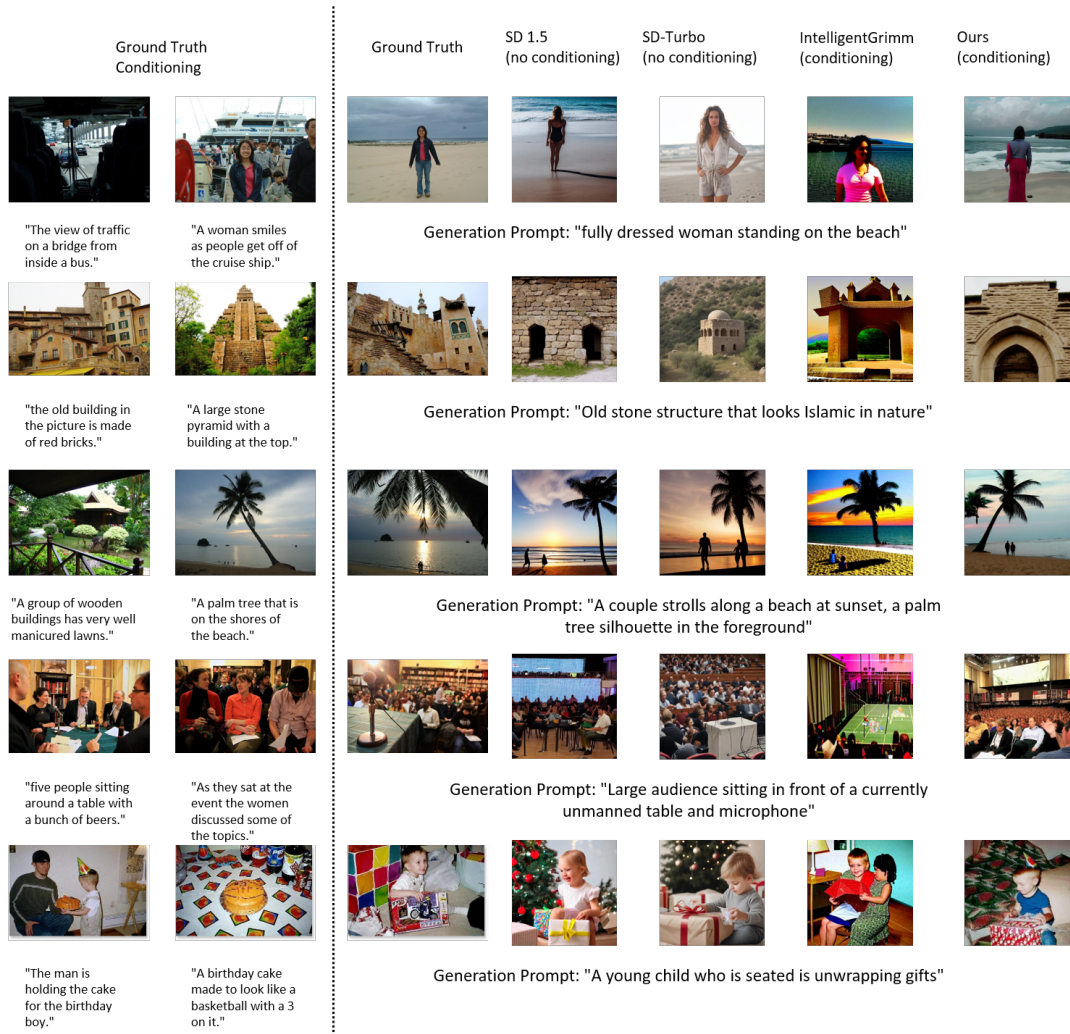 Ground Truth
Conditioning
Ground Truth
SD 1.5
(no conditioning)
SD-Turbo
(no conditioning)
IntelligentGrimm
(conditioning)
Ours
(conditioning)
"The view of traffic
on a bridge from
inside a bus."
"A woman smiles
as people get off of
the cruise ship."
Generation Prompt: "fully dressed woman standing on the beach"
"the old building in
the picture is made
of red bricks."
"A large stone
pyramid with a
building at the top."
Generation Prompt: "Old stone structure that looks Islamic in nature"
"A group of wooden
buildings has very well
manicured lawns."
"A palm tree that is
on the shores of
the beach."
Generation Prompt: "A couple strolls along a beach at sunset, a palm
tree silhouette in the foreground"
"five people sitting
around a table with
a bunch of beers."
"As they sat at the
event the women
discussed some of
the topics."
Generation Prompt: "Large audience sitting in front of a currently
unmanned table and microphone"
"The man is
holding the cake
for the birthday
boy."
"A birthday cake
made to look like a
basketball with a 3
on it."
Generation Prompt: "A young child who is seated is unwrapping gifts"